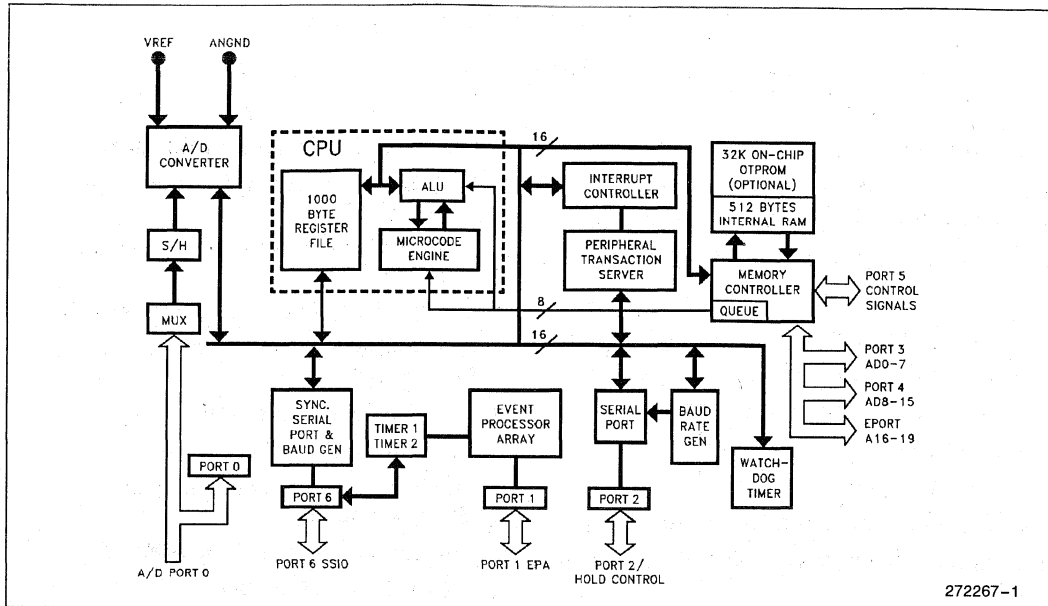 VREF
ANGND
A/D
CONVERTER
S/H
MUX
PORT 0
A/D PORT 0
CPU
1000
BYTE
REGISTER
FILE
ALU
MICROCODE
ENGINE
16
INTERRUPT
CONTROLLER
PERIPHERAL
TRANSACTION
SERVER
32K ON-CHIP
OTPROM
(OPTIONAL)
512 BYTES
INTERNAL RAM
MEMORY
CONTROLLER
QUEUE
PORT 5
CONTROL
SIGNALS
8
16
PORT 3
AD0-7
PORT 4
AD8-15
EPORT
A16-19
SYNC.
SERIAL
PORT &
BAUD GEN
TIMER 1
TIMER 2
EVENT
PROCESSOR
ARRAY
SERIAL
PORT
BAUD
RATE
GEN
WATCH-
DOG
TIMER
PORT 6
PORT 1
PORT 2
PORT 6 SSIO
PORT 1 EPA
PORT 2/
HOLD CONTROL
272267-1